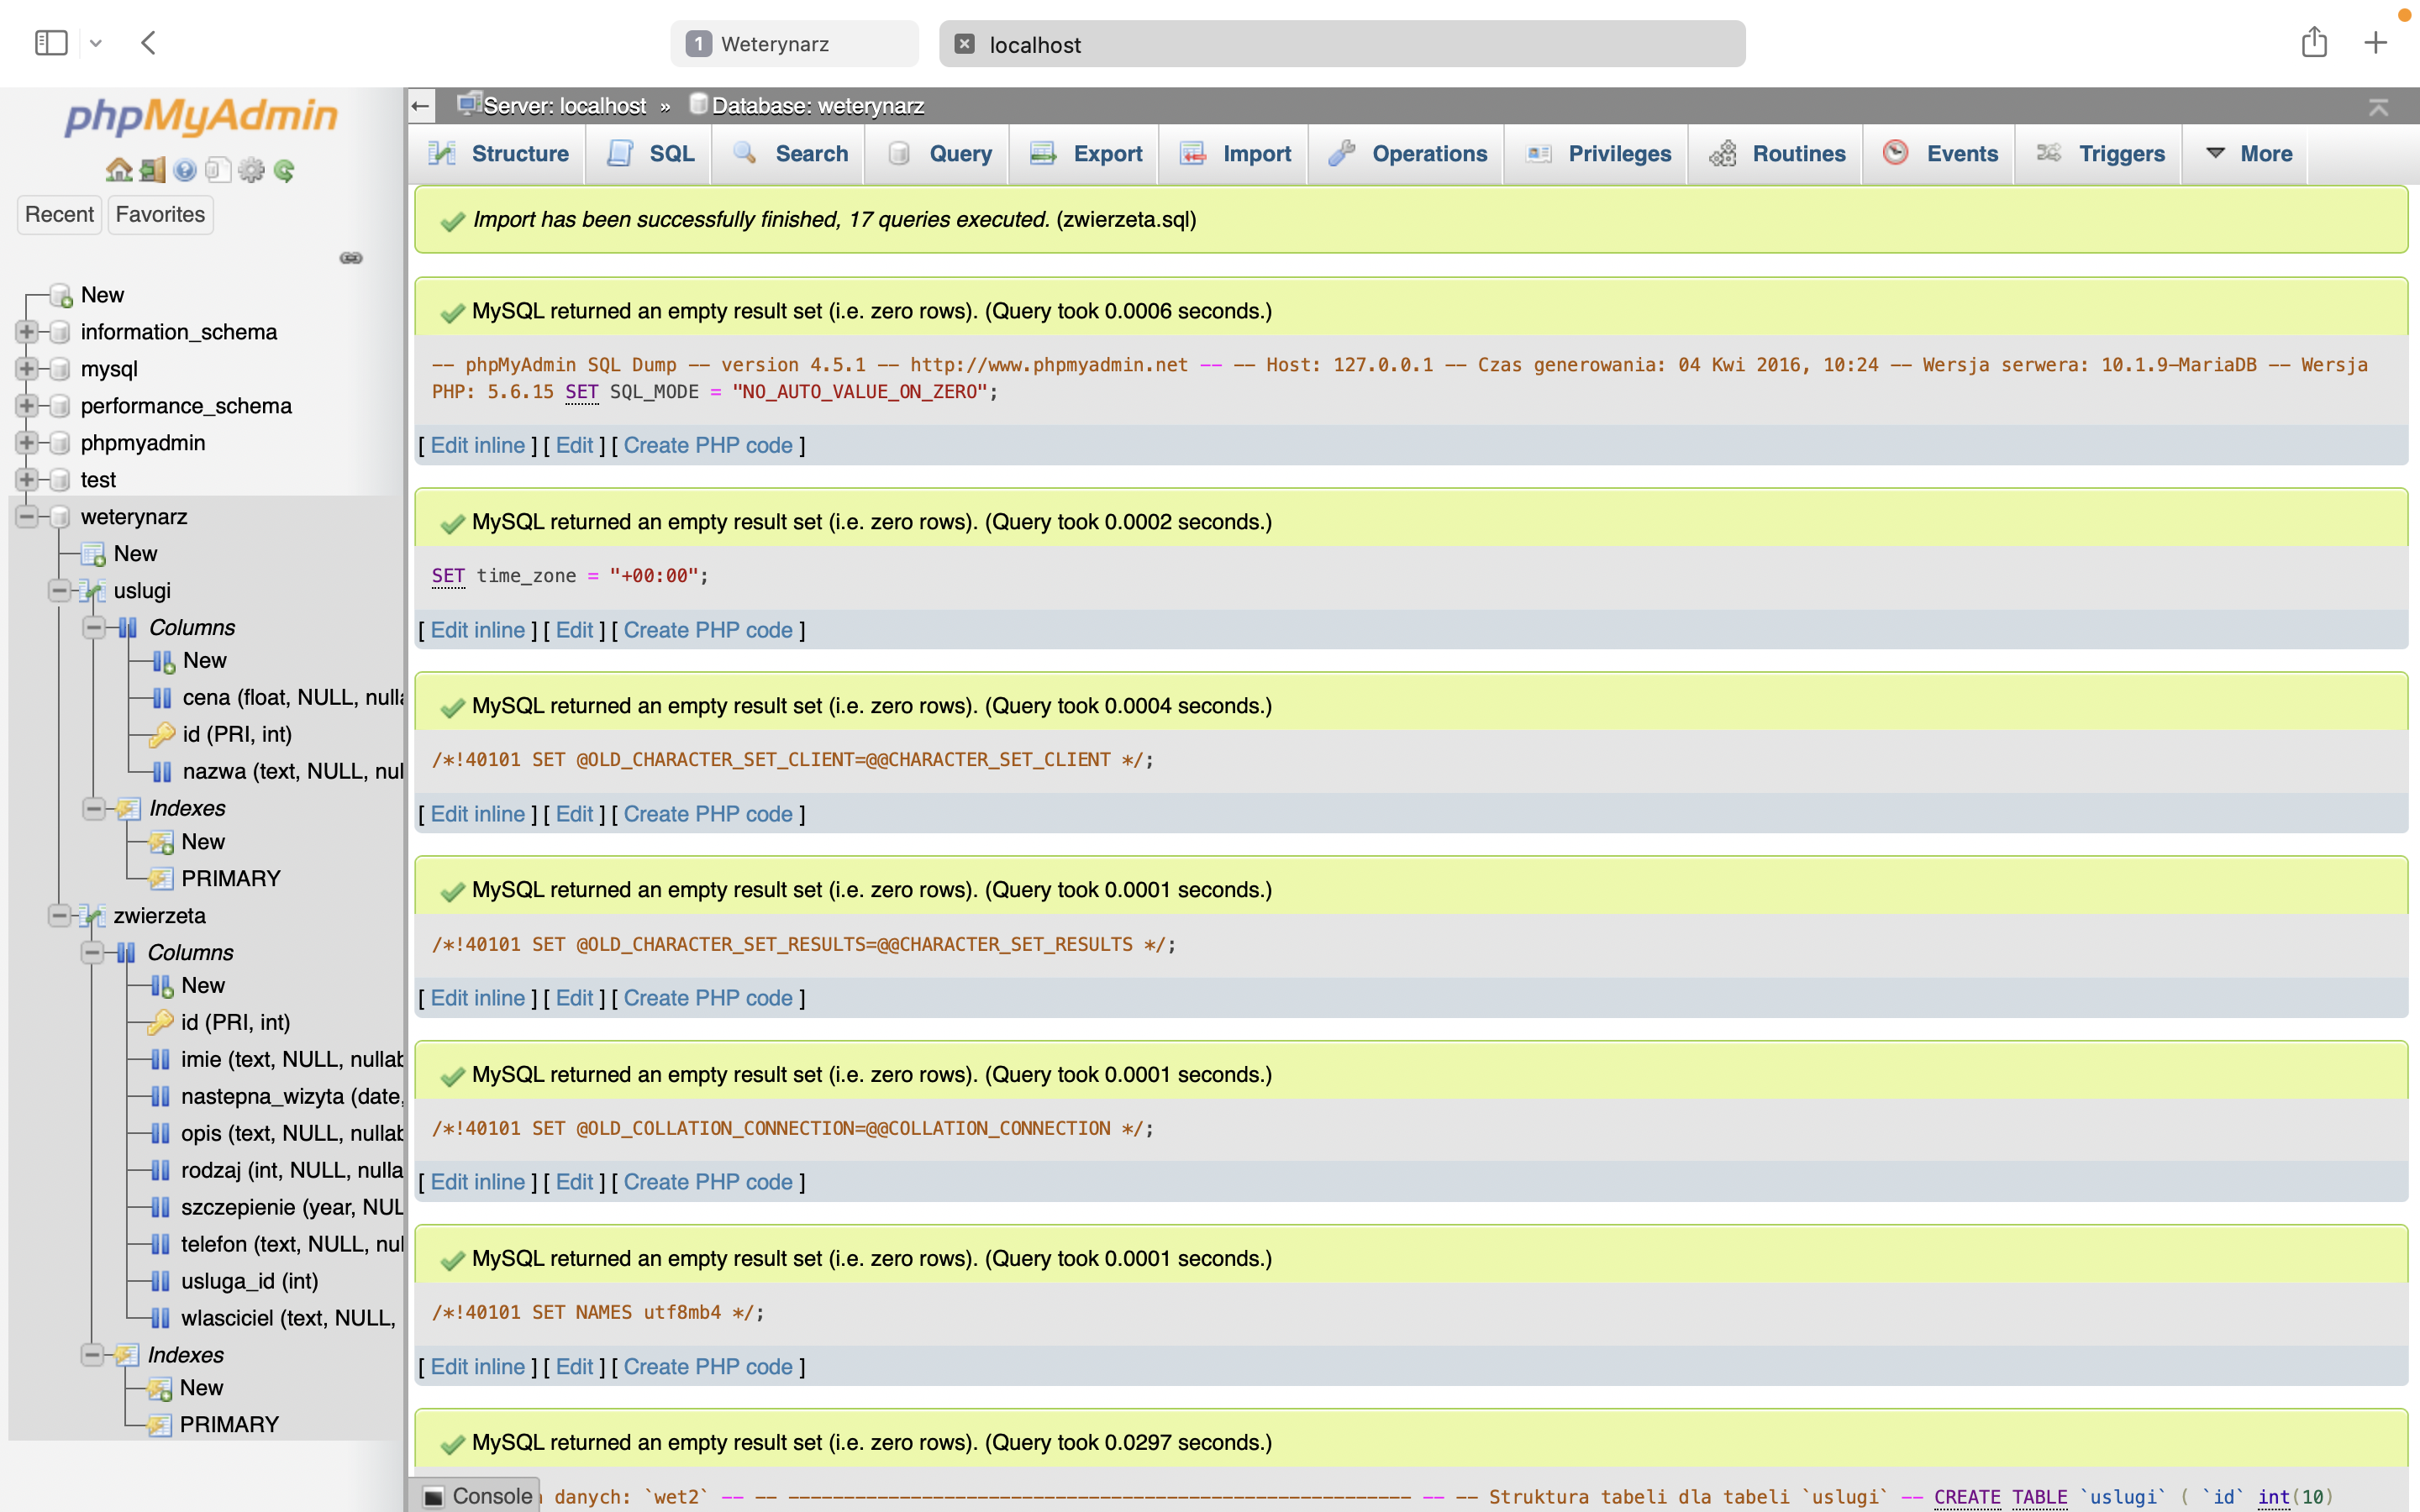 1 Weterynarz
localhost
phpMyAdmin
Recent Favorites
New
information_schema
mysql
performance_schema
phpmyadmin
test
weterynarz
New
uslugi
Columns
New
cena (float, NULL, nulla
id (PRI, int)
nazwa (text, NULL, nul
Indexes
New
PRIMARY
zwierzeta
Columns
New
id (PRI, int)
imie (text, NULL, nullab
nastepna_wizyta (date,
opis (text, NULL, nullab
rodzaj (int, NULL, nulla
szczepienie (year, NUL
telefon (text, NULL, nul
usluga_id (int)
wlasciciel (text, NULL,
Indexes
New
PRIMARY
Server: localhost » Database: weterynarz
Structure SQL Search Query Export Import Operations Privileges Routines Events Triggers More
Import has been successfully finished, 17 queries executed. (zwierzeta.sql)
MySQL returned an empty result set (i.e. zero rows). (Query took 0.0006 seconds.)
-- phpMyAdmin SQL Dump -- version 4.5.1 -- http://www.phpmyadmin.net -- -- Host: 127.0.0.1 -- Czas generowania: 04 Kwi 2016, 10:24 -- Wersja serwera: 10.1.9-MariaDB -- Wersja
PHP: 5.6.15 SET SQL_MODE = "NO_AUTO_VALUE_ON_ZERO";
[ Edit inline ] [ Edit ] [ Create PHP code ]
MySQL returned an empty result set (i.e. zero rows). (Query took 0.0002 seconds.)
SET time_zone = "+00:00";
[ Edit inline ] [ Edit ] [ Create PHP code ]
MySQL returned an empty result set (i.e. zero rows). (Query took 0.0004 seconds.)
/*!40101 SET @OLD_CHARACTER_SET_CLIENT=@@CHARACTER_SET_CLIENT */;
[ Edit inline ] [ Edit ] [ Create PHP code ]
MySQL returned an empty result set (i.e. zero rows). (Query took 0.0001 seconds.)
/*!40101 SET @OLD_CHARACTER_SET_RESULTS=@@CHARACTER_SET_RESULTS */;
[ Edit inline ] [ Edit ] [ Create PHP code ]
MySQL returned an empty result set (i.e. zero rows). (Query took 0.0001 seconds.)
/*!40101 SET @OLD_COLLATION_CONNECTION=@@COLLATION_CONNECTION */;
[ Edit inline ] [ Edit ] [ Create PHP code ]
MySQL returned an empty result set (i.e. zero rows). (Query took 0.0001 seconds.)
/*!40101 SET NAMES utf8mb4 */;
[ Edit inline ] [ Edit ] [ Create PHP code ]
MySQL returned an empty result set (i.e. zero rows). (Query took 0.0297 seconds.)
Console danych: `wet2` -- -- -------------------------------------------------------- -- -- Struktura tabeli dla tabeli `uslugi` -- CREATE TABLE `uslugi` ( `id` int(10)